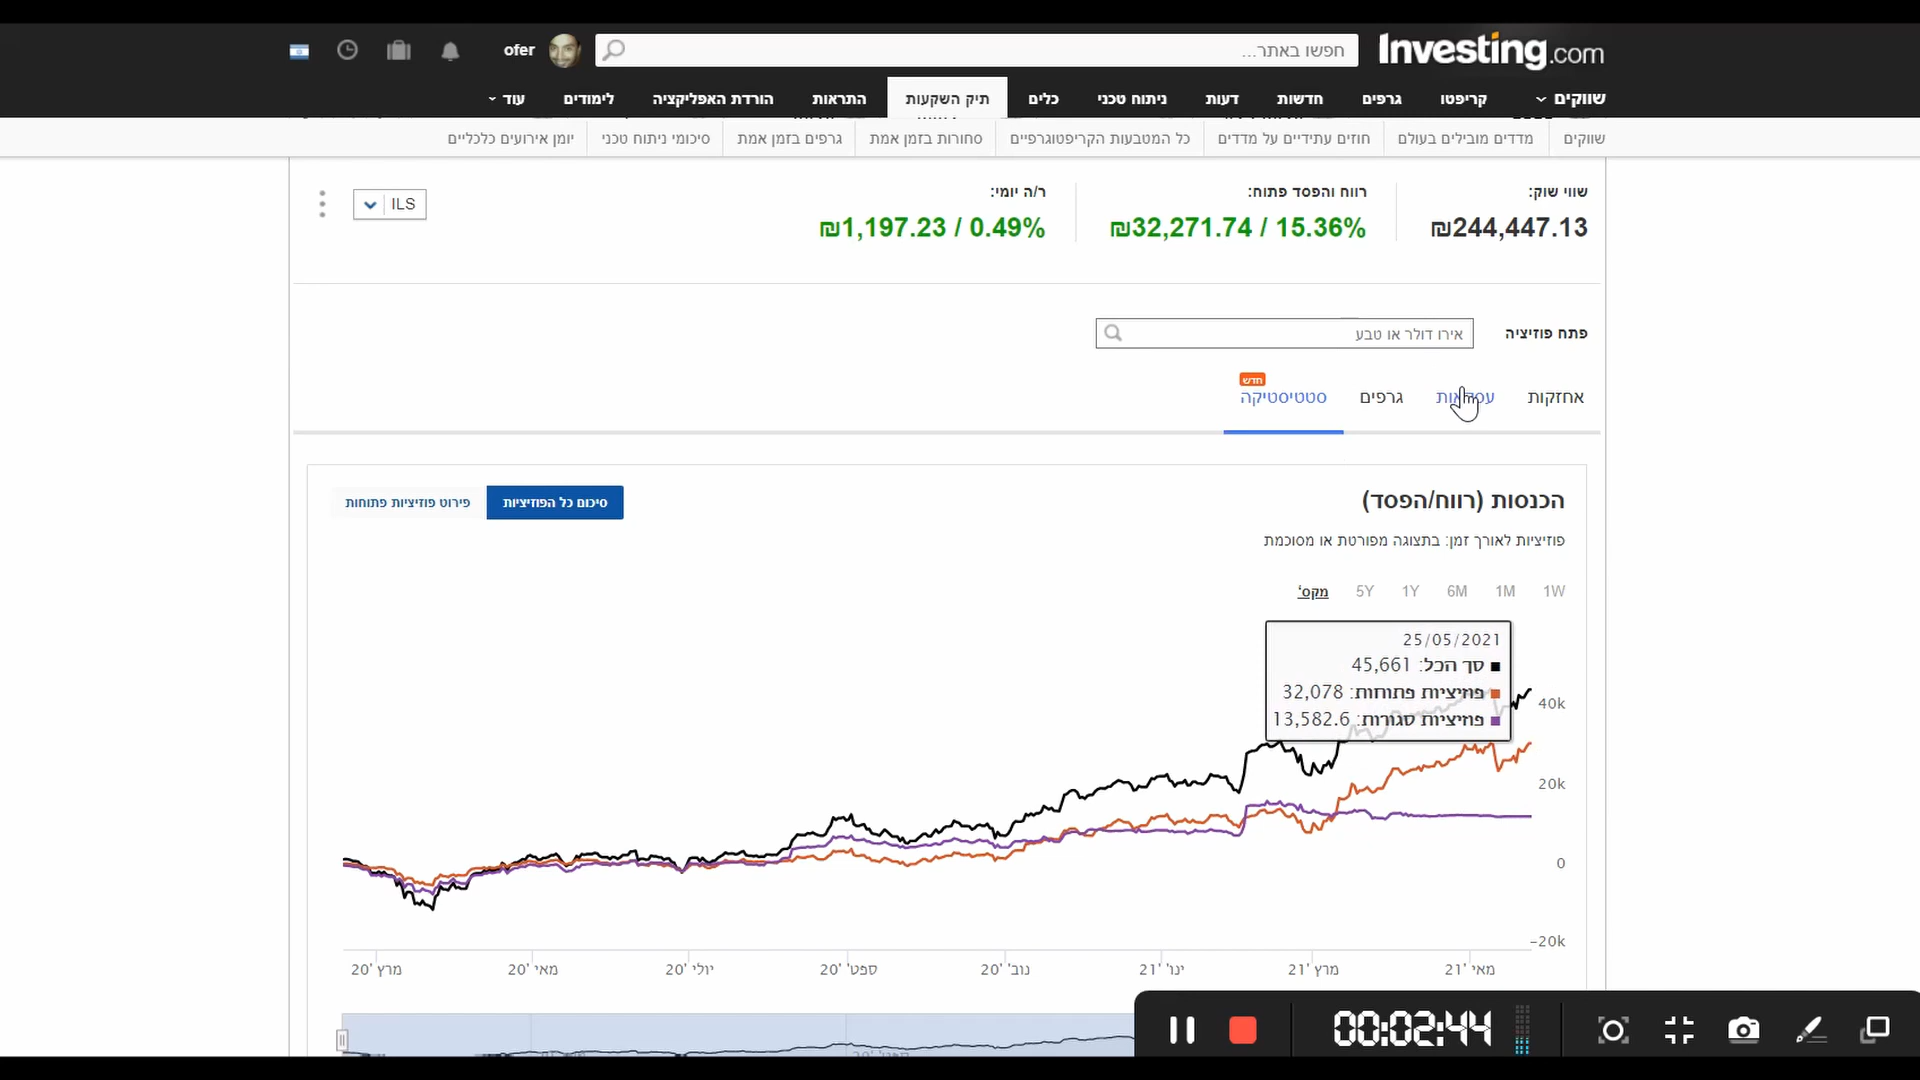 Investing.com
חפשו באתר...
ofer
שווקים
קריפטו
גרפים
חדשות
דעות
ניתוח טכני
כלים
תיק השקעות
התראות
הורדת האפליקציה
לימודים
עוד
שווקים
מדדים מובילים בעולם
חוזים עתידיים על מדדים
כל המטבעות הקריפטוגרפיים
סחורות בזמן אמת
גרפים בזמן אמת
סיכומי ניתוח טכני
יומן אירועים כלכליים
שווי שוק:
₪244,447.13
רווח והפסד פתוח:
₪32,271.74 / 15.36%
ר/ה יומי:
₪1,197.23 / 0.49%
ILS
פתח פוזיציה
אירו דולר או טבע
אחזקות
עסקאות
גרפים
סטטיסטיקה
חדש
הכנסות (רווח/הפסד)
סיכום כל הפוזיציות
פירוט פוזיציות פתוחות
פוזיציות לאורך זמן: בתצוגה מפורטת או מסוכמת
1W
1M
6M
1Y
5Y
מקס'
25/05/2021
סך הכל: 45,661
פוזיציות פתוחות: 32,078
פוזיציות סגורות: 13,582.6
40k
20k
0
-20k
מרץ '20
מאי '20
יולי '20
ספט' '20
נוב' '20
ינו' '21
מרץ '21
מאי '21
00:02:44